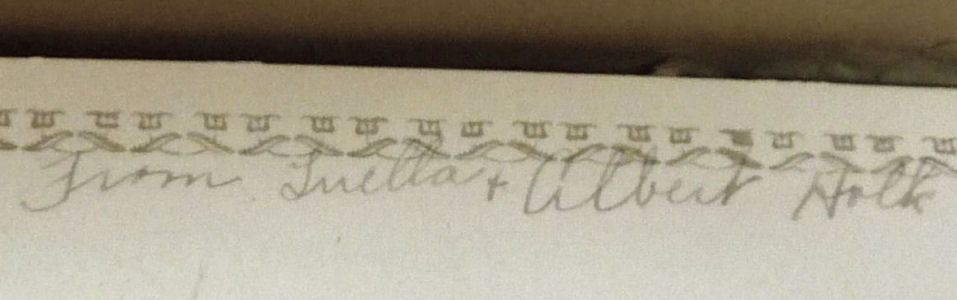 From Luella + Albert Holk